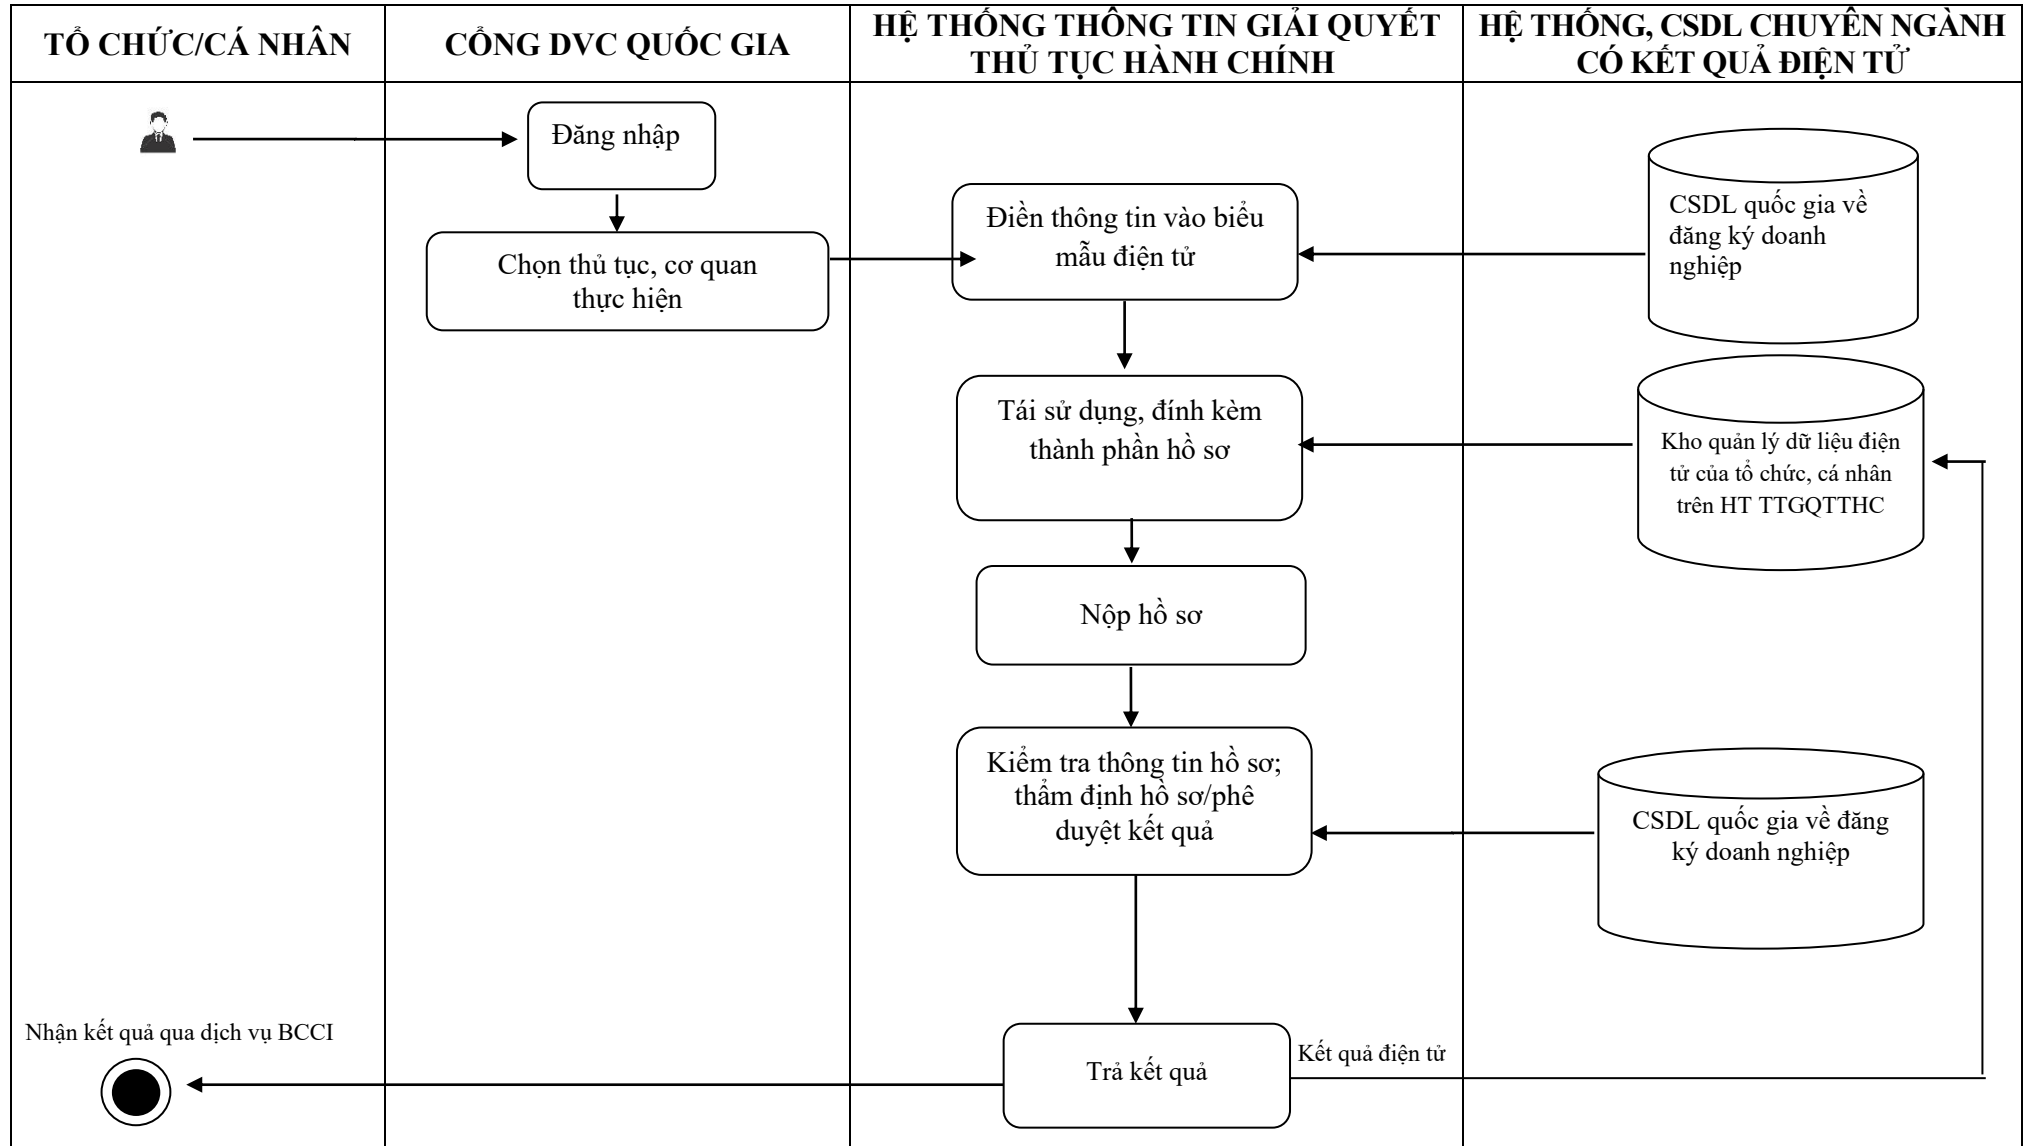 TỔ CHỨC/CÁ NHÂN
CỔNG DVC QUỐC GIA
HỆ THỐNG THÔNG TIN GIẢI QUYẾT
THỦ TỤC HÀNH CHÍNH
HỆ THỐNG, CSDL CHUYÊN NGÀNH
CÓ KẾT QUẢ ĐIỆN TỬ
Đăng nhập
Chọn thủ tục, cơ quan
thực hiện
Điền thông tin vào biểu
mẫu điện tử
CSDL quốc gia về
đăng ký doanh
nghiệp
Tái sử dụng, đính kèm
thành phần hồ sơ
Kho quản lý dữ liệu điện
tử của tổ chức, cá nhân
trên HT TTGQTTHC
Nộp hồ sơ
Kiểm tra thông tin hồ sơ;
thẩm định hồ sơ/phê
duyệt kết quả
CSDL quốc gia về đăng
ký doanh nghiệp
Nhận kết quả qua dịch vụ BCCI
Trả kết quả
Kết quả điện tử